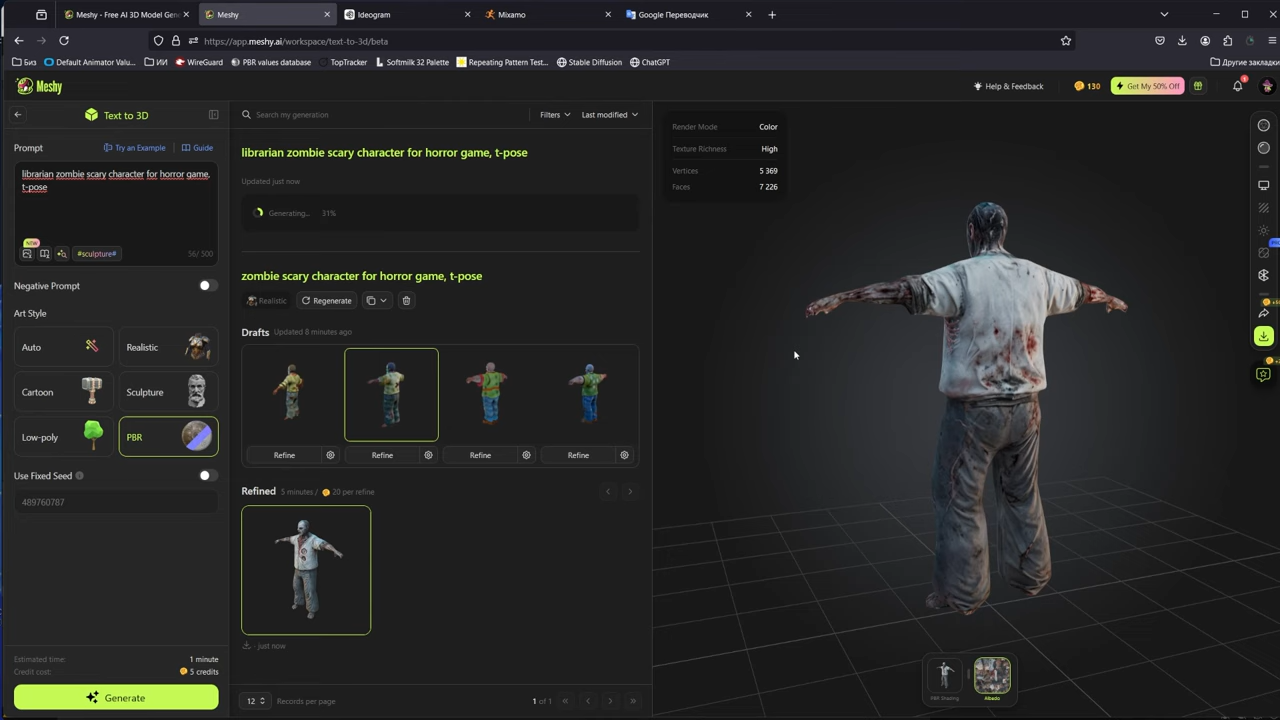 Meshy - Free AI 3D Model Gene
Meshy
Ideogram
Mixamo
Google Переводчик
https://app.meshy.ai/workspace/text-to-3d/beta
Биз
Default Animator Valu...
ИИ
WireGuard
PBR values database
TopTracker
Softmilk 32 Palette
Repeating Pattern Test...
Stable Diffusion
ChatGPT
Другие закладки
Meshy
Help & Feedback
130
Get My 50% Off
Text to 3D
Prompt
Try an Example
Guide
librarian zombie scary character for horror game,
t-pose
NEW
#sculpture#
56/ 500
Negative Prompt
Art Style
Auto
Realistic
Cartoon
Sculpture
Low-poly
PBR
Use Fixed Seed
489760787
Estimated time:
1 minute
Credit cost:
5 credits
Generate
Search my generation
Filters
Last modified
librarian zombie scary character for horror game, t-pose
Updated just now
Generating...
31%
zombie scary character for horror game, t-pose
Realistic
Regenerate
Drafts
Updated 8 minutes ago
Refine
Refine
Refine
Refine
Refined
5 minutes /
20 per refine
just now
12
Records per page
1 of 1
Render Mode
Color
Texture Richness
High
Vertices
5 369
Faces
7 226
PBR Shading
Albedo